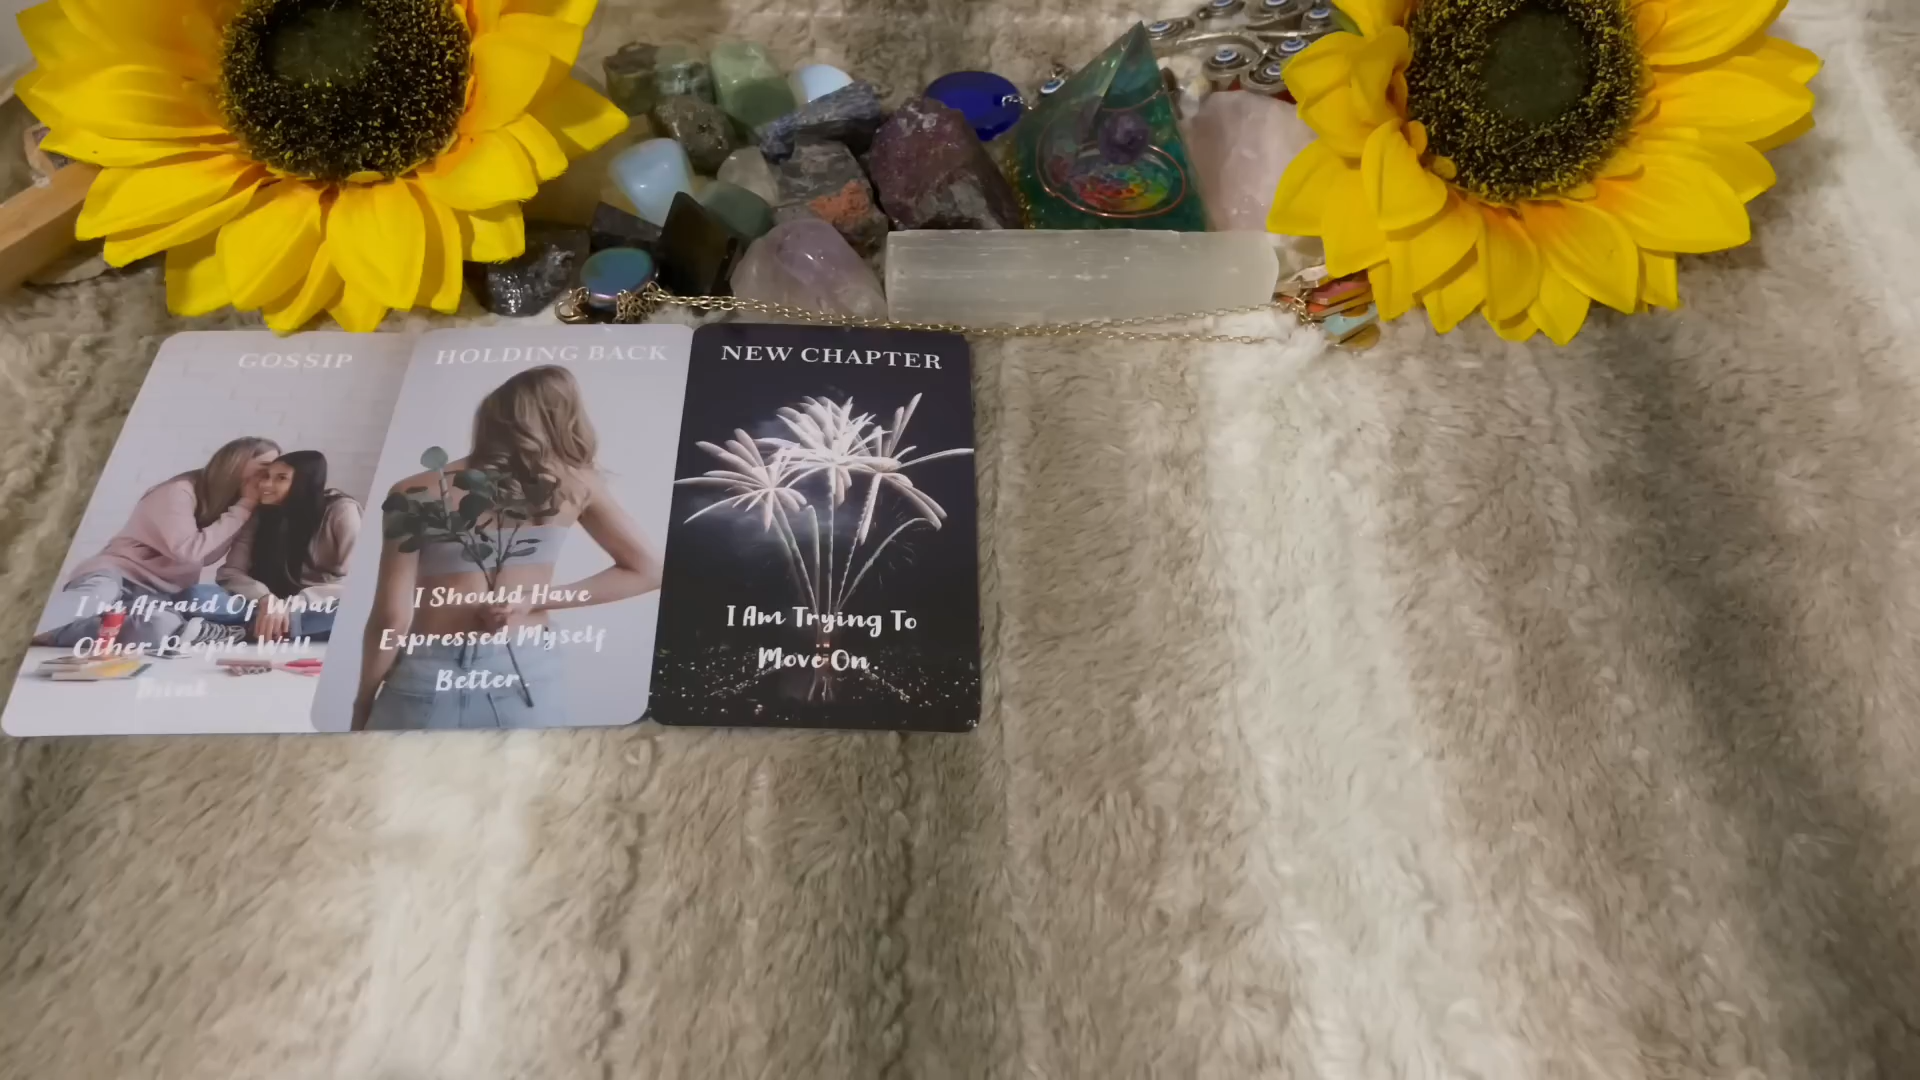 GOSSIP
I'm Afraid Of What
Other People Will
Think.
HOLDING BACK
I Should Have
Expressed Myself
Better.
NEW CHAPTER
I Am Trying To
Move On.